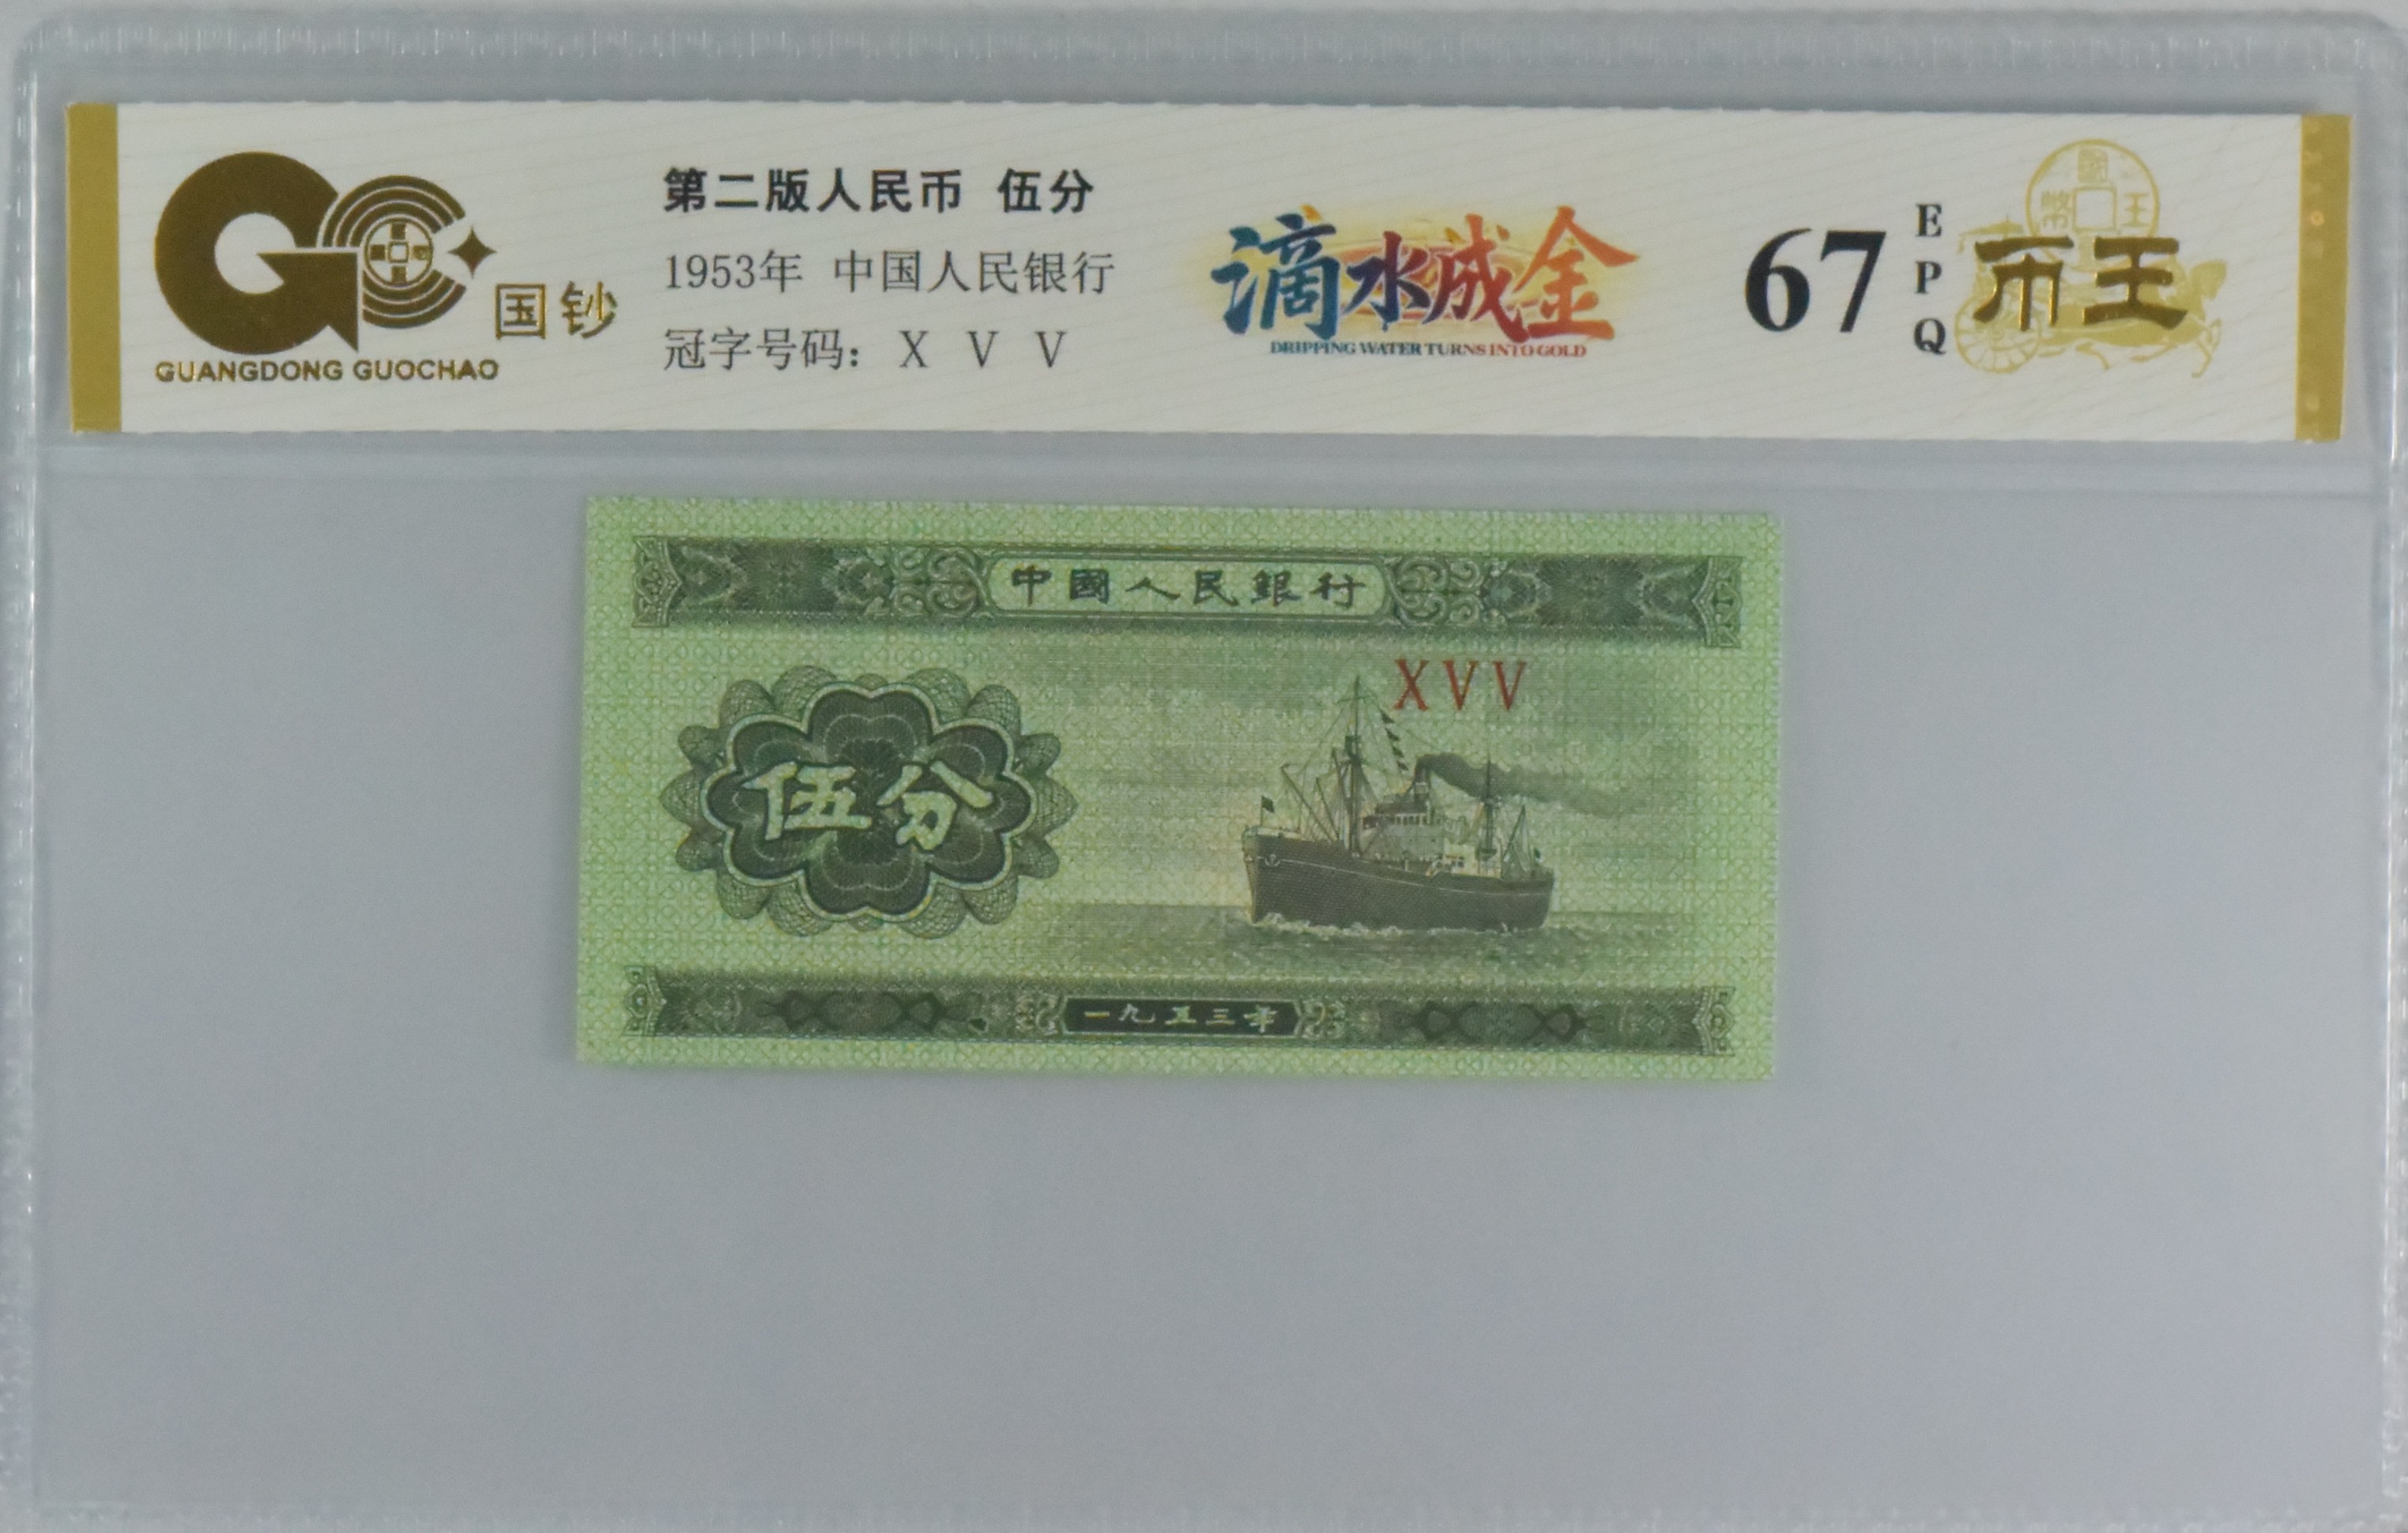 国钞
GUANGDONG GUOCHAO
第二版人民币 伍分
1953年 中国人民银行
冠字号码: X V V
滴水成金
DRIPPING WATER TURNS INTO GOLD
67
E
P
Q
币王
中國人民銀行
X V V
伍分
一九五三年